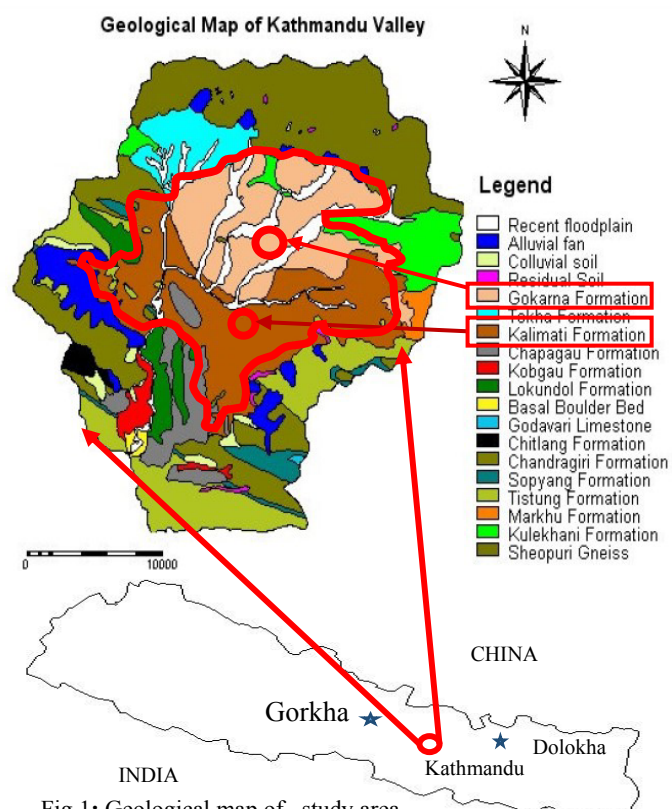 Geological Map of Kathmandu Valley
N
Legend
Recent floodplain
Alluvial fan
Colluvial soil
Residual Soil
Gokarna Formation
Tokha Formation
Kalimati Formation
Chapagau Formation
Kobgau Formation
Lokundol Formation
Basal Boulder Bed
Godavari Limestone
Chitlang Formation
Chandragiri Formation
Sopyang Formation
Tistung Formation
Markhu Formation
Kulekhani Formation
Sheopuri Gneiss
0 10000
CHINA
Gorkha
Dolokha
Kathmandu
INDIA
Fig 1: Geological map of study area